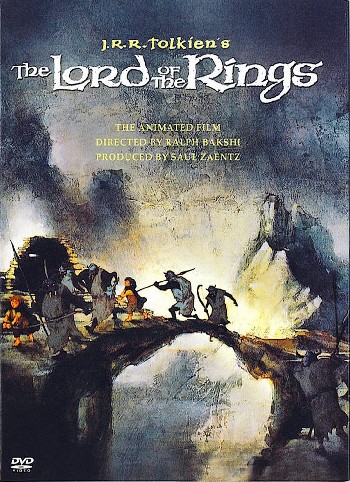 J.R.R. Tolkien's
The Lord of the Rings
THE ANIMATED FILM
DIRECTED BY RALPH BAKSHI
PRODUCED BY SAUL ZAENTZ
DVD
VIDEO